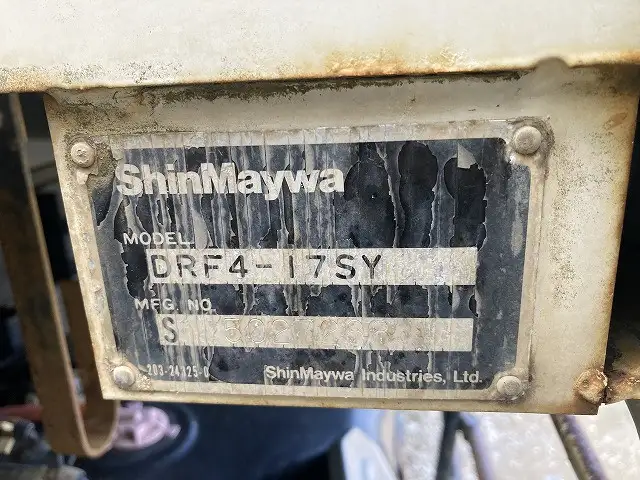 ShinMaywa
MODEL
DRF4-17SY
MFG. NO.
S
ShinMaywa Industries, Ltd.